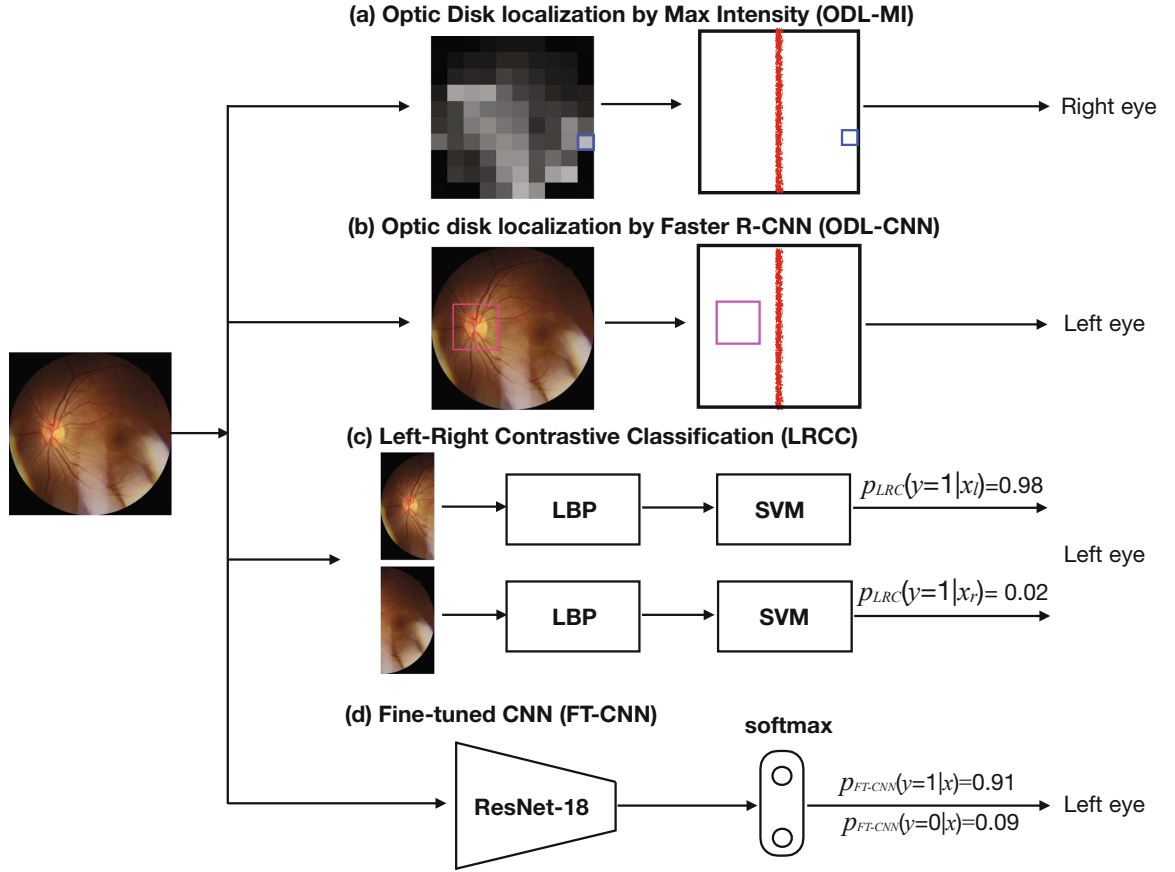 (a) Optic Disk localization by Max Intensity (ODL-MI)
Right eye
(b) Optic disk localization by Faster R-CNN (ODL-CNN)
Left eye
(c) Left-Right Contrastive Classification (LRCC)
LBP
SVM
pLRC(y=1|xl)=0.98
Left eye
LBP
SVM
pLRC(y=1|xr)= 0.02
(d) Fine-tuned CNN (FT-CNN)
softmax
ResNet-18
pFT-CNN(y=1|x)=0.91
pFT-CNN(y=0|x)=0.09
Left eye